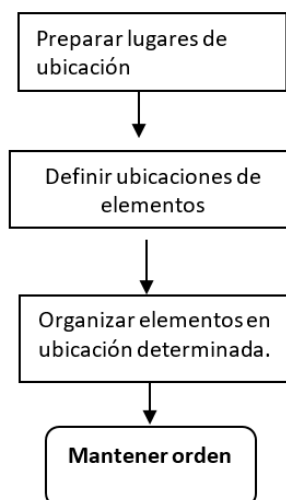 Preparar lugares de
ubicación
Definir ubicaciones de
elementos
Organizar elementos en
ubicación determinada.
Mantener orden